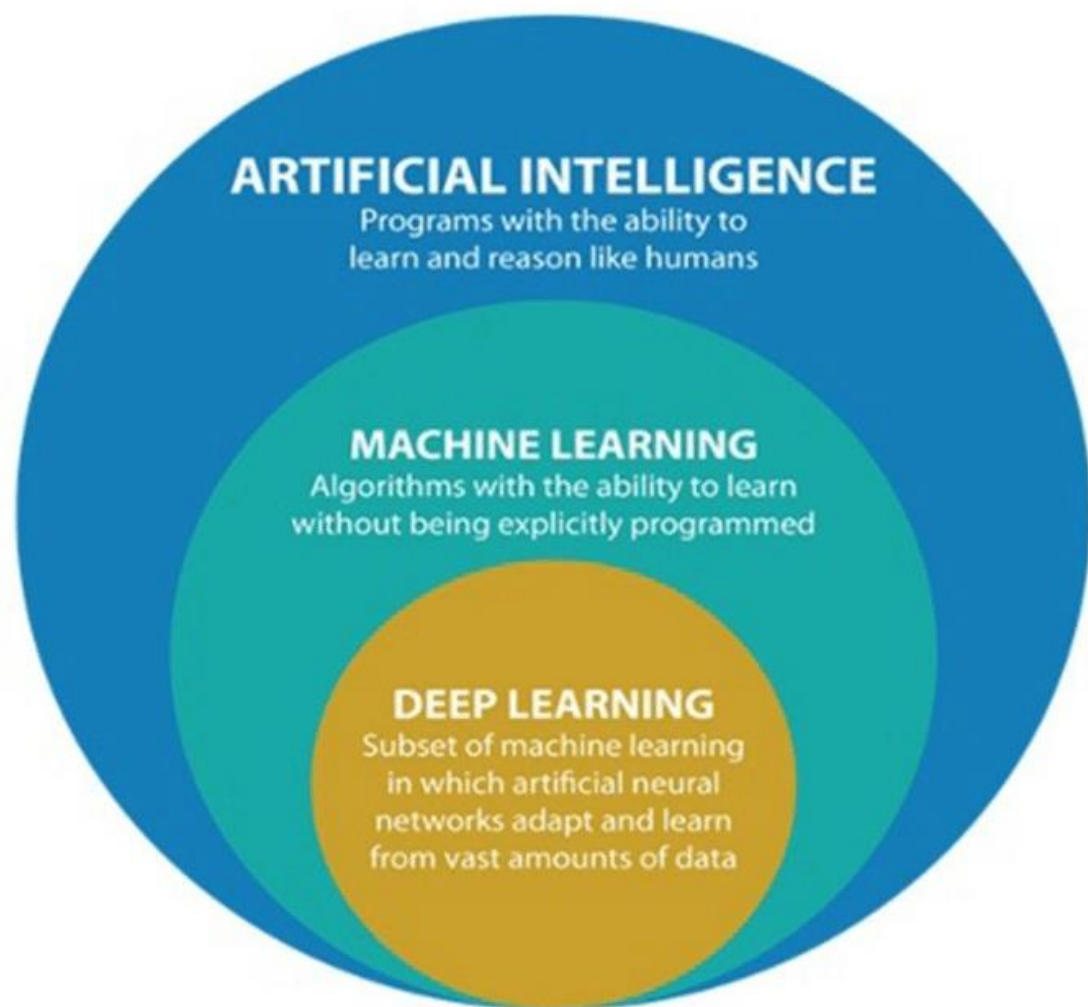 ARTIFICIAL INTELLIGENCE
Programs with the ability to
learn and reason like humans
MACHINE LEARNING
Algorithms with the ability to learn
without being explicitly programmed
DEEP LEARNING
Subset of machine learning
in which artificial neural
networks adapt and learn
from vast amounts of data